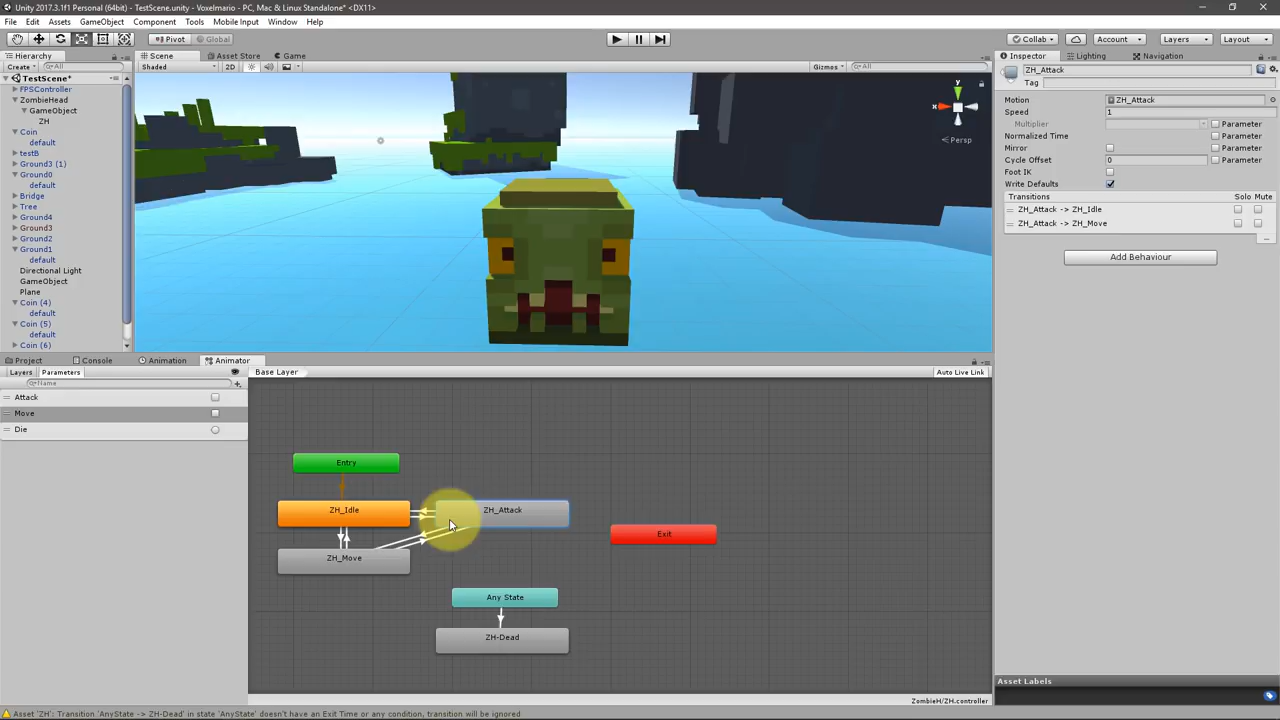 Unity 2017.3.1f1 Personal (64bit) - TestScene.unity - Voxelmario - PC, Mac & Linux Standalone* <DX11>
File Edit Assets GameObject Component Tools Mobile Input Window Help
Pivot Global Collab Account Layers Layout
Hierarchy Scene Asset Store Game Inspector Lighting Navigation
Create All Shaded 2D Gizmos All
TestScene*
FPSController
ZombieHead
GameObject
ZH
Coin
default
testB
Ground3 (1)
Ground0
default
Bridge
Tree
Ground4
Ground3
Ground2
Ground1
default
Directional Light
GameObject
Plane
Coin (4)
default
Coin (5)
default
Coin (6)
y
x
Persp
ZH_Attack
Tag
Motion ZH_Attack
Speed 1
Multiplier Parameter
Normalized Time Parameter
Mirror Parameter
Cycle Offset 0 Parameter
Foot IK
Write Defaults
Transitions Solo Mute
ZH_Attack -> ZH_Idle
ZH_Attack -> ZH_Move
Add Behaviour
Project Console Animation Animator
Layers Parameters Base Layer Auto Live Link
Name
Attack
Move
Die
Entry
ZH_Idle ZH_Attack
Exit
ZH_Move
Any State
ZH-Dead
Asset Labels
ZombieH/ZH.controller
Asset 'ZH': Transition 'AnyState -> ZH-Dead' in state 'AnyState' doesn't have an Exit Time or any condition, transition will be ignored